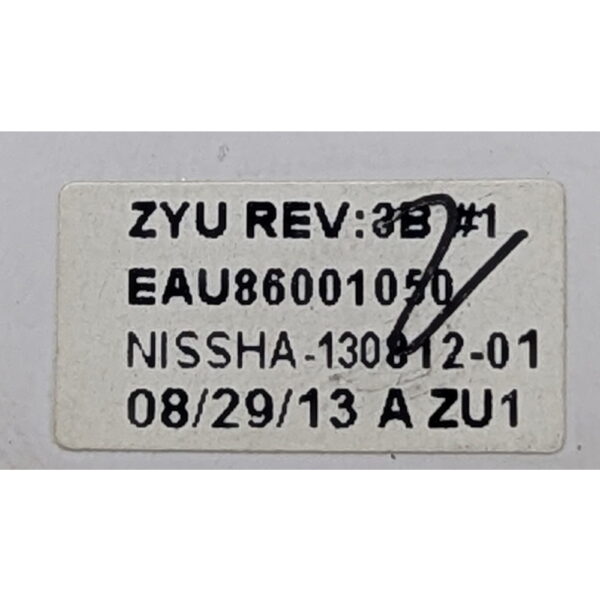 ZYU REV:3B #1
EAU86001050
NISSHA-130812-01
08/29/13 A ZU1